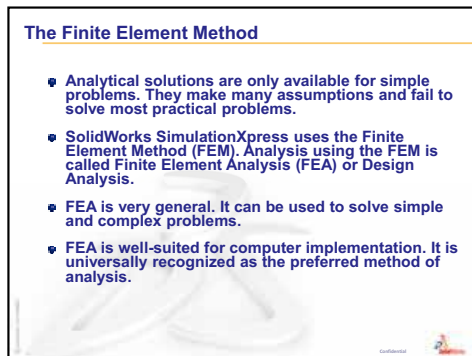 The Finite Element Method
Analytical solutions are only available for simple
problems. They make many assumptions and fail to
solve most practical problems.
SolidWorks SimulationXpress uses the Finite
Element Method (FEM). Analysis using the FEM is
called Finite Element Analysis (FEA) or Design
Analysis.
FEA is very general. It can be used to solve simple
and complex problems.
FEA is well-suited for computer implementation. It is
universally recognized as the preferred method of
analysis.
Confidential
SolidWorks